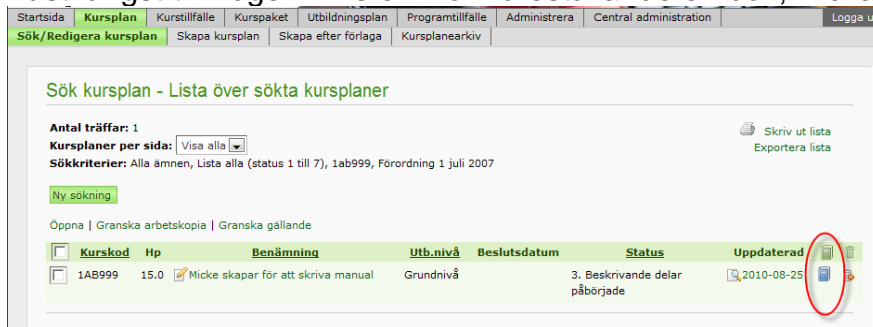 Startsida Kursplan Kurstillfälle Kurspaket Utbildningsplan Programtillfälle Administrera Central administration Logga u
Sök/Redigera kursplan Skapa kursplan Skapa efter förlaga Kursplanearkiv
Sök kursplan - Lista över sökta kursplaner
Antal träffar: 1
Kursplaner per sida: Visa alla
Sökkriterier: Alla ämnen, Lista alla (status 1 till 7), 1ab999, Förordning 1 juli 2007
Skriv ut lista
Exportera lista
Ny sökning
Öppna | Granska arbetskopia | Granska gällande
Kurskod Hp Benämning Utb.nivå Beslutsdatum Status Uppdaterad
1AB999 15.0 Micke skapar för att skriva manual Grundnivå 3. Beskrivande delar påbörjade 2010-08-25